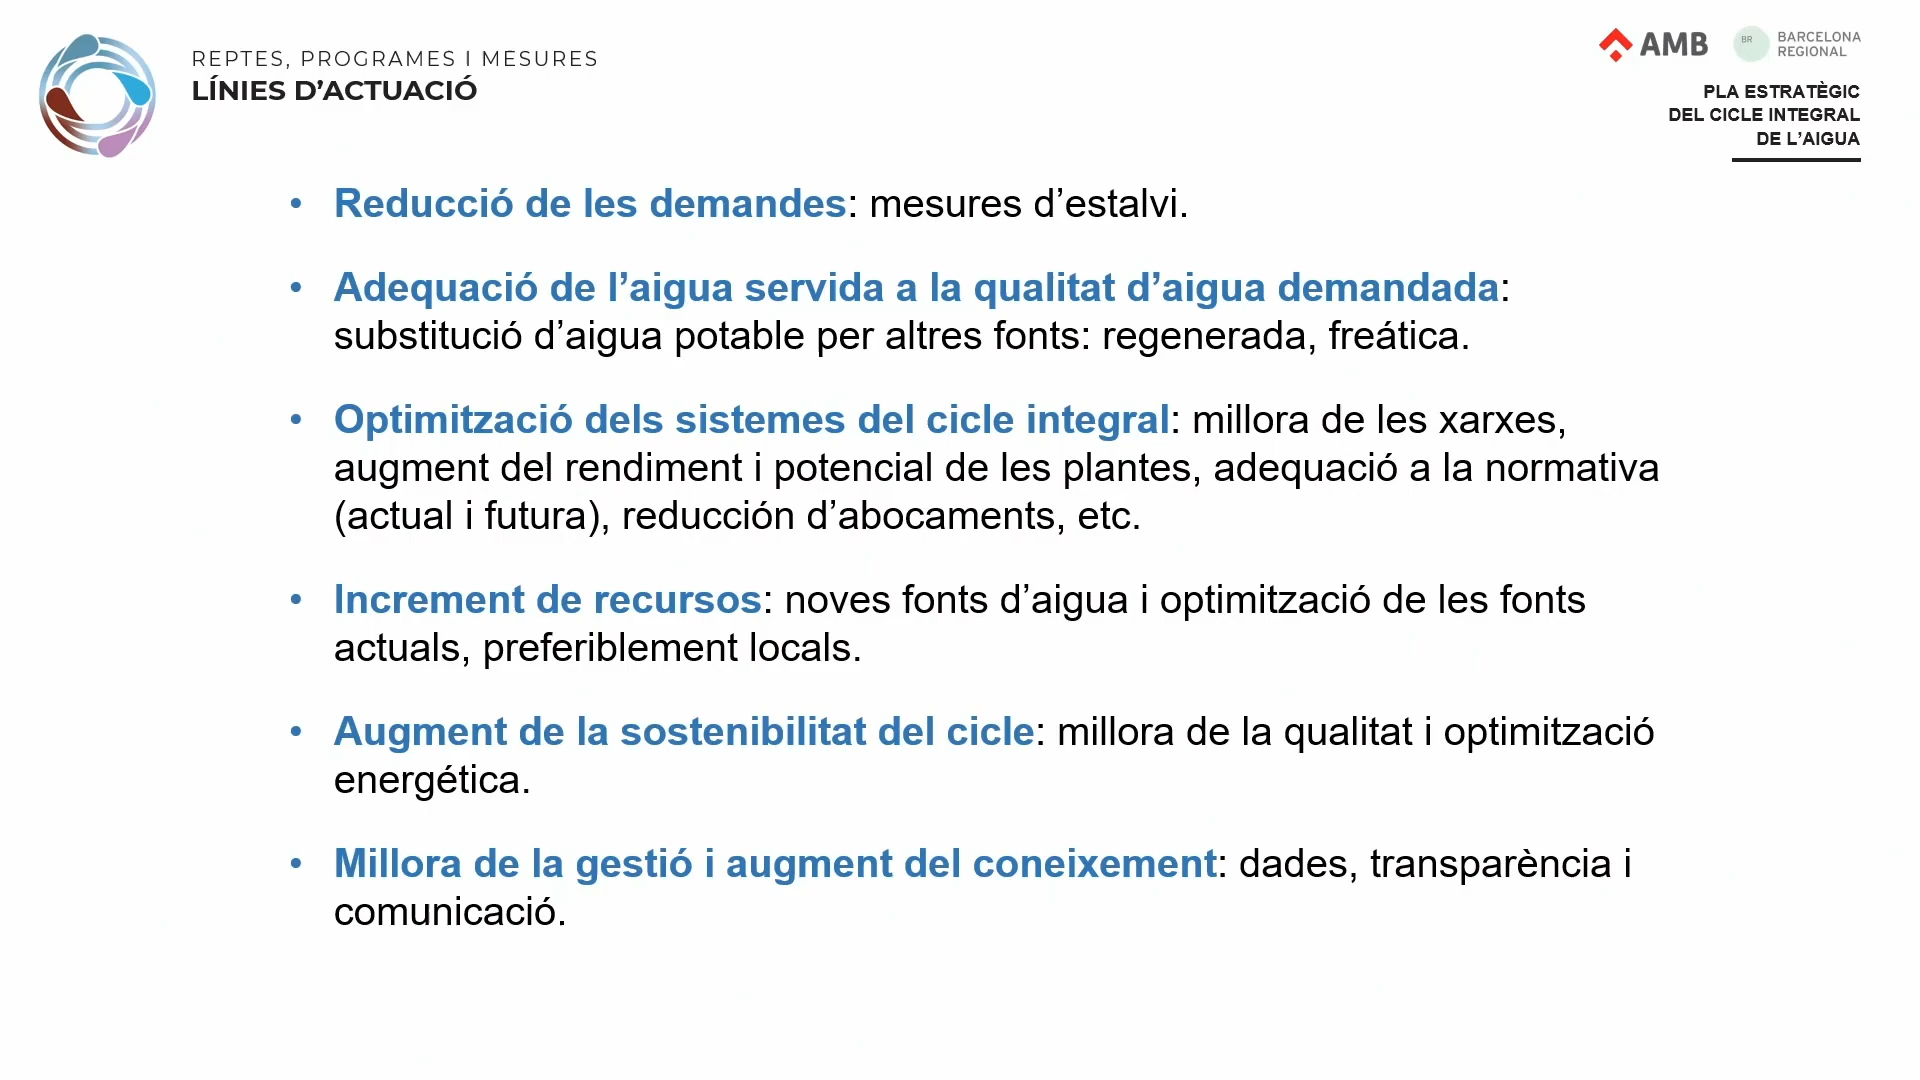 REPTES, PROGRAMES I MESURES
LÍNIES D’ACTUACIÓ
AMB
BR
BARCELONA
REGIONAL
PLA ESTRATÈGIC
DEL CICLE INTEGRAL
DE L’AIGUA
• Reducció de les demandes: mesures d’estalvi.
• Adequació de l’aigua servida a la qualitat d’aigua demandada:
substitució d’aigua potable per altres fonts: regenerada, freática.
• Optimització dels sistemes del cicle integral: millora de les xarxes,
augment del rendiment i potencial de les plantes, adequació a la normativa
(actual i futura), reducción d’abocaments, etc.
• Increment de recursos: noves fonts d’aigua i optimització de les fonts
actuals, preferiblement locals.
• Augment de la sostenibilitat del cicle: millora de la qualitat i optimització
energética.
• Millora de la gestió i augment del coneixement: dades, transparència i
comunicació.